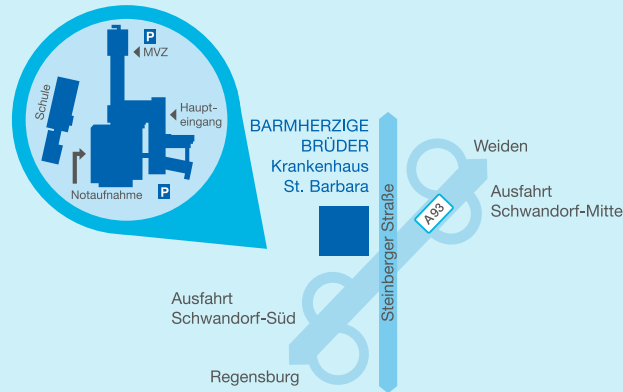 P
MVZ
Schule
Haupt-
eingang
Notaufnahme
P
BARMHERZIGE
BRÜDER
Krankenhaus
St. Barbara
Steinberger Straße
Weiden
A93
Ausfahrt
Schwandorf-Mitte
Ausfahrt
Schwandorf-Süd
Regensburg